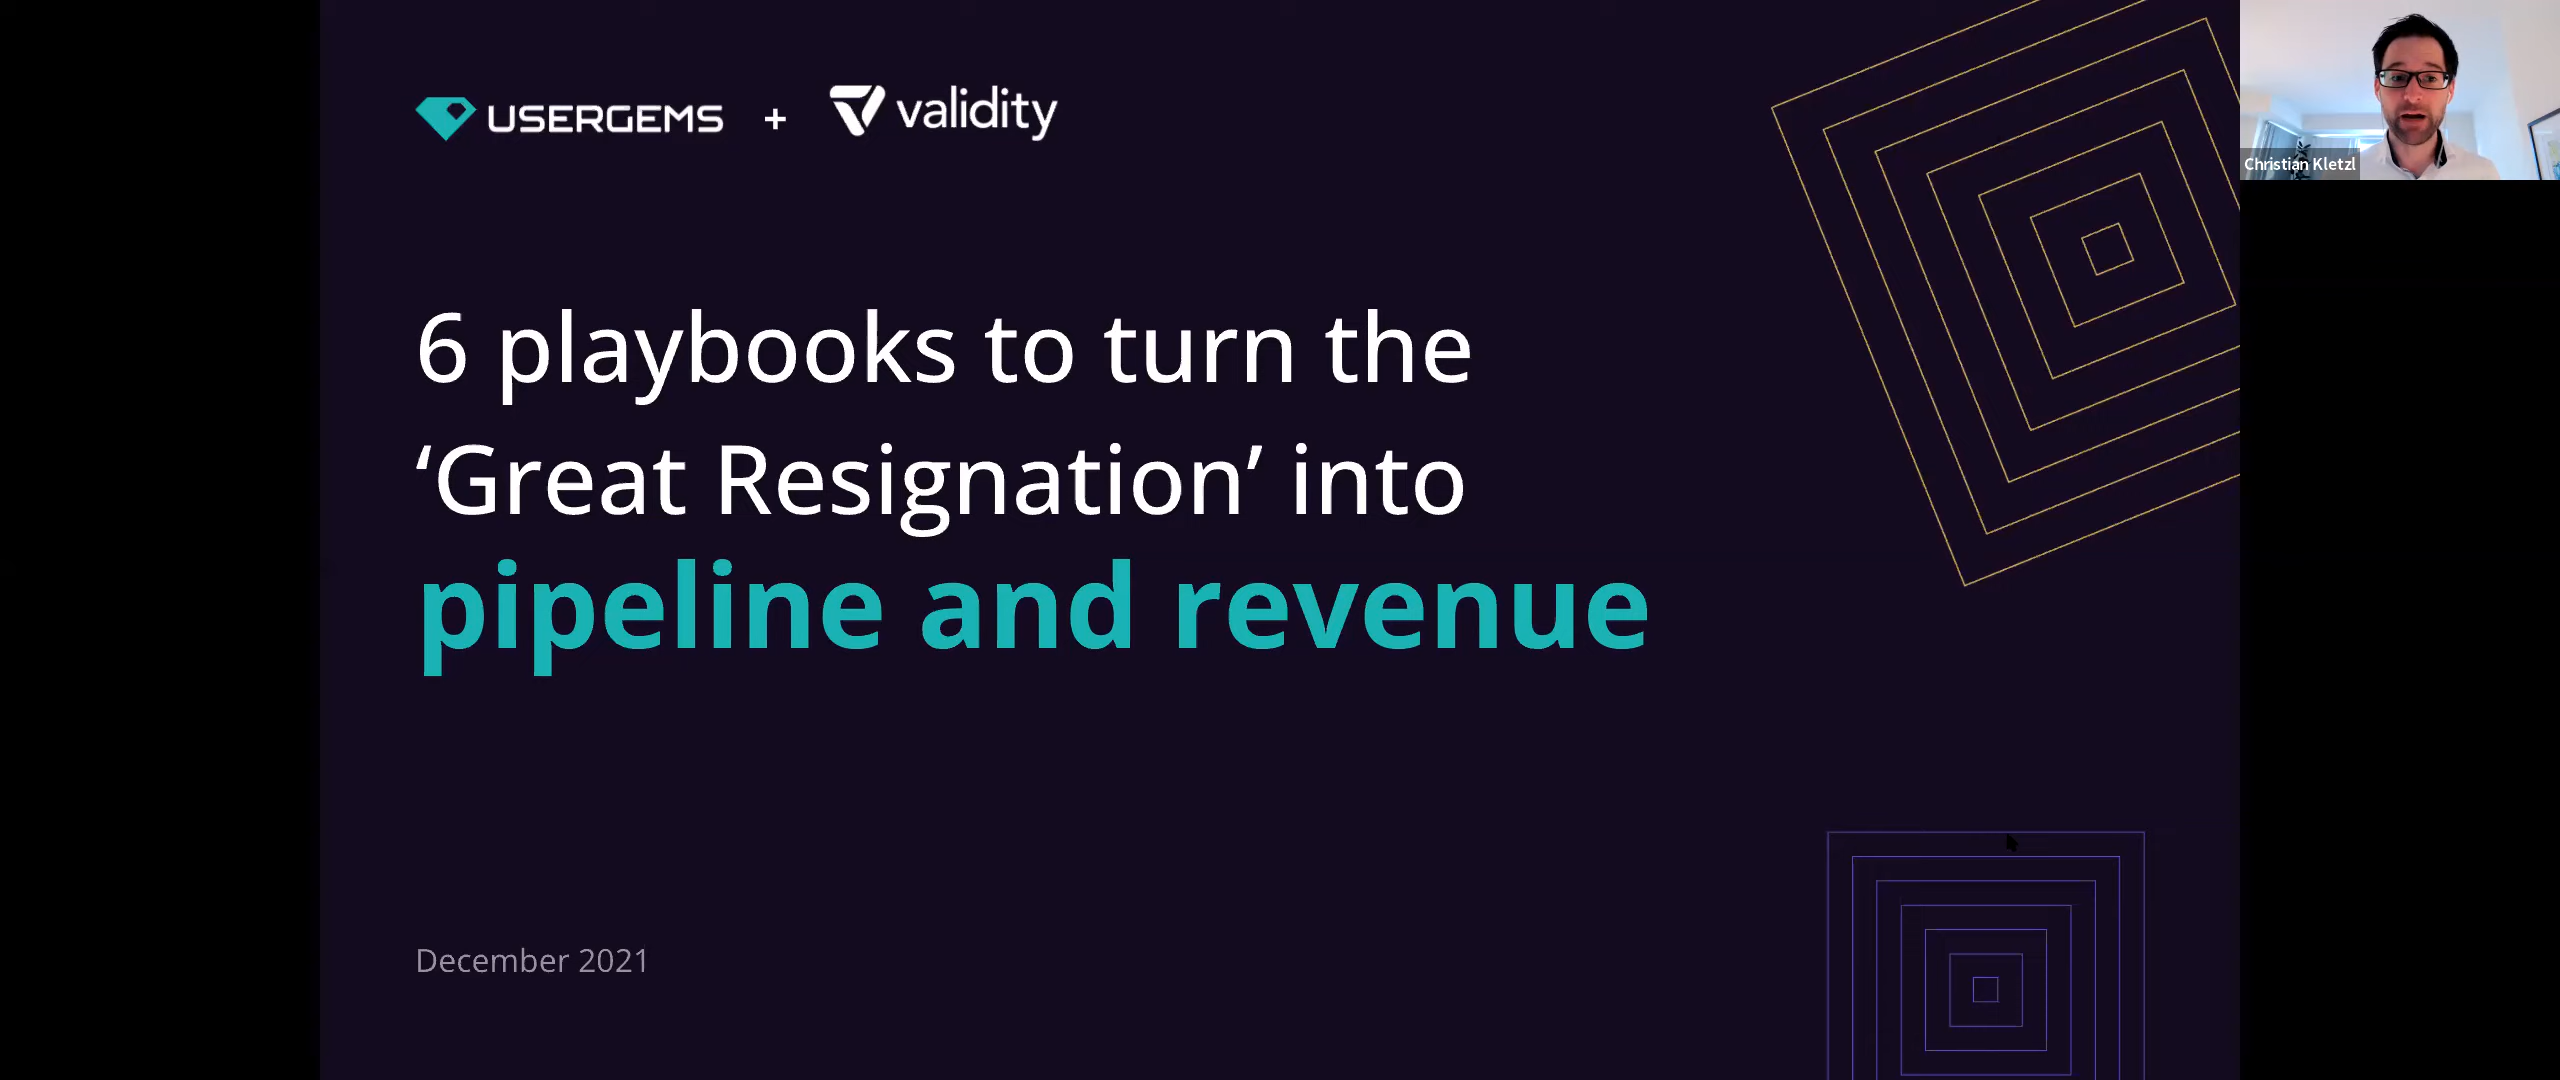 USERGEMS + validity
Christian Kletzl
6 playbooks to turn the
‘Great Resignation’ into
pipeline and revenue
December 2021